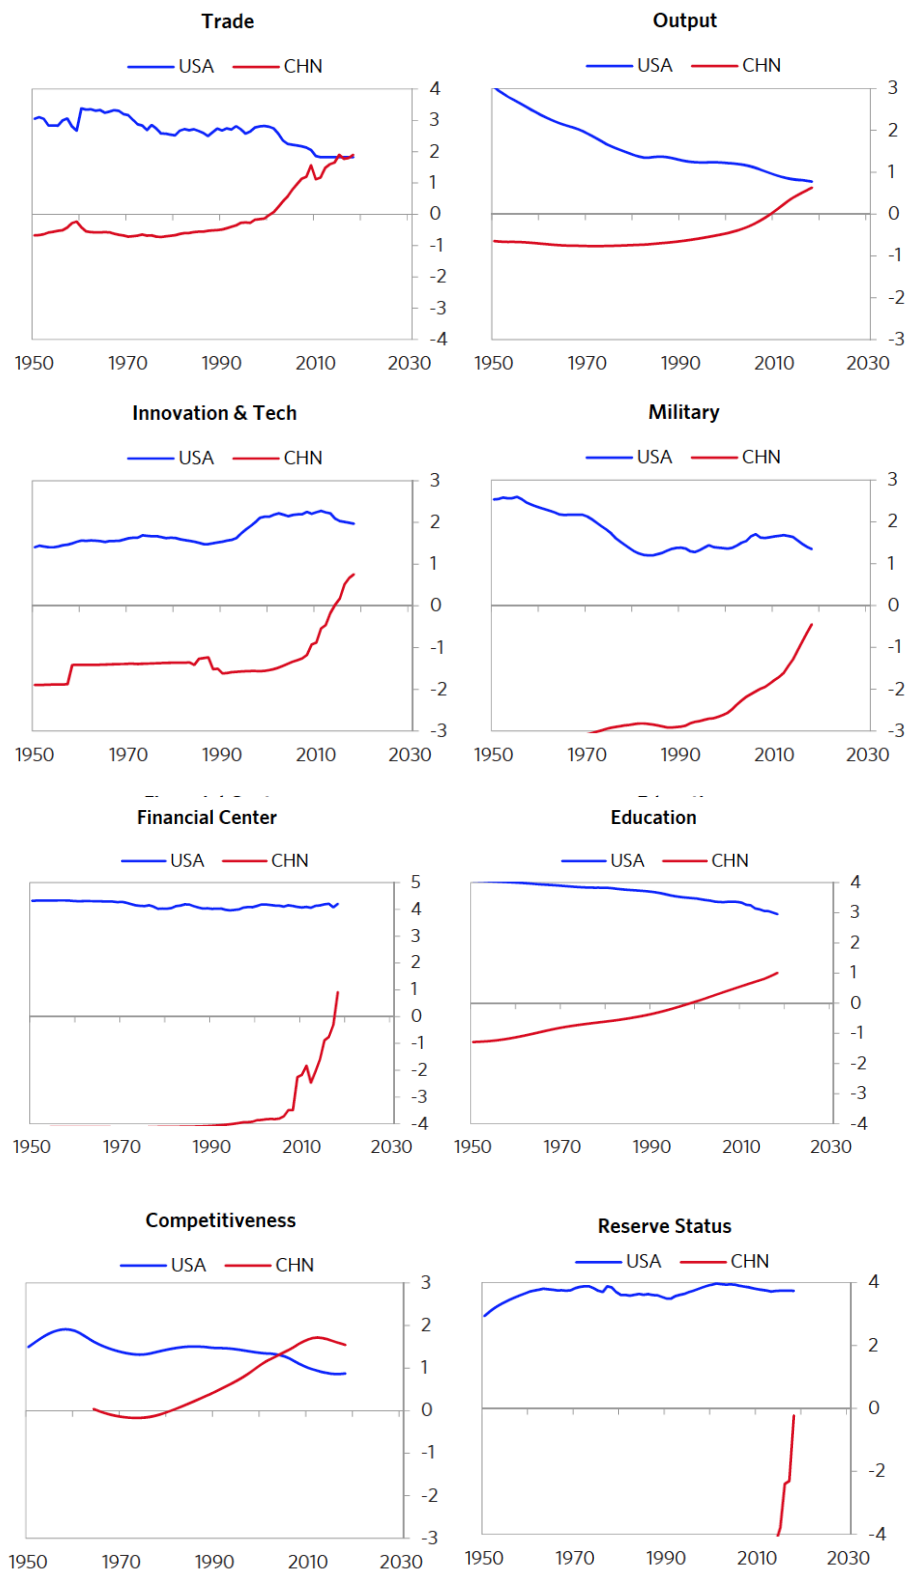 Trade
USA CHN
4
3
2
1
0
-1
-2
-3
-4
1950 1970 1990 2010 2030
Output
USA CHN
3
2
1
0
-1
-2
-3
1950 1970 1990 2010 2030
Innovation & Tech
USA CHN
3
2
1
0
-1
-2
-3
1950 1970 1990 2010 2030
Military
USA CHN
3
2
1
0
-1
-2
-3
1950 1970 1990 2010 2030
Financial Center
USA CHN
5
4
3
2
1
0
-1
-2
-3
-4
1950 1970 1990 2010 2030
Education
USA CHN
4
3
2
1
0
-1
-2
-3
-4
1950 1970 1990 2010 2030
Competitiveness
USA CHN
3
2
1
0
-1
-2
-3
1950 1970 1990 2010 2030
Reserve Status
USA CHN
4
2
0
-2
-4
1950 1970 1990 2010 2030